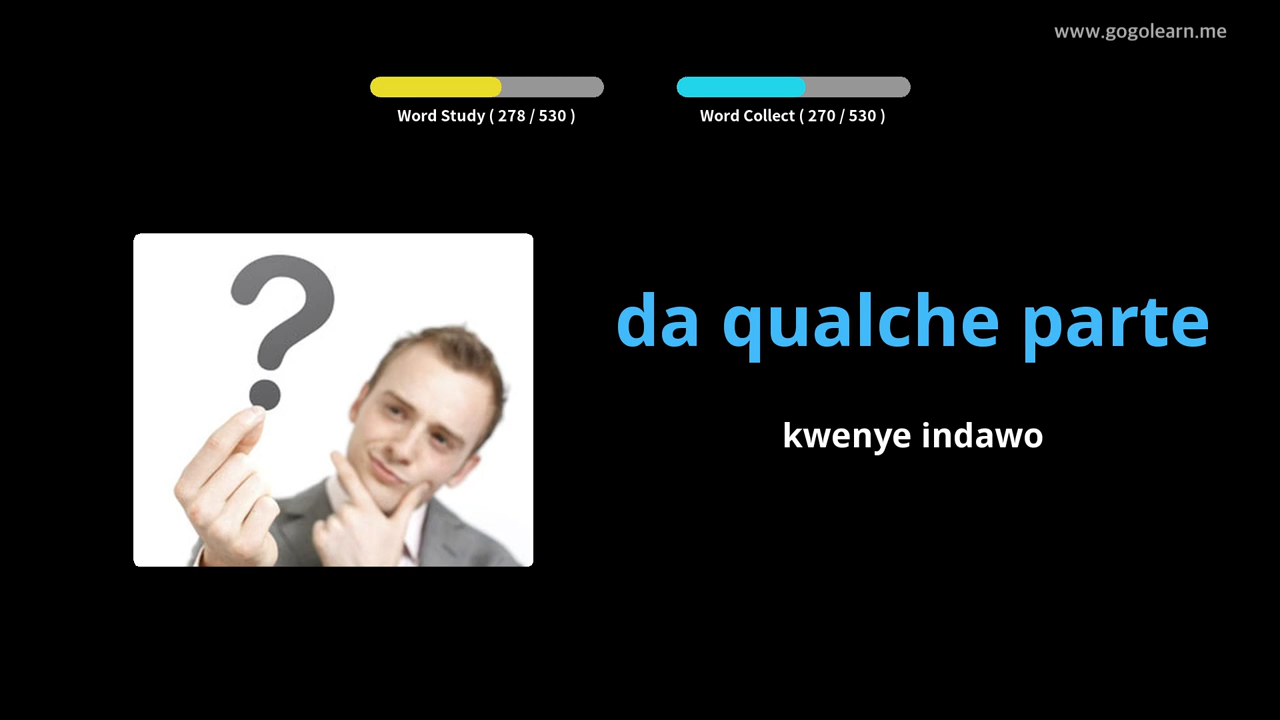 www.gogolearn.me
Word Study ( 278 / 530 )
Word Collect ( 270 / 530 )
?
da qualche parte
kwenye indawo